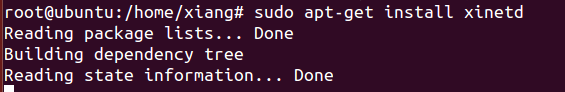 root@ubuntu:/home/xiang# sudo apt-get install xinetd
Reading package lists... Done
Building dependency tree
Reading state information... Done